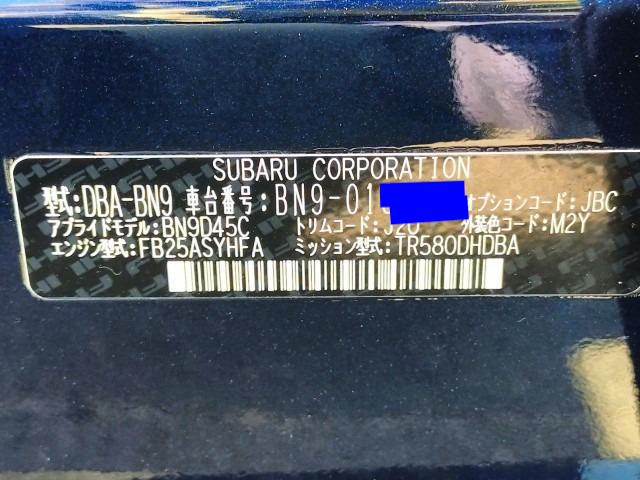 SUBARU CORPORATION
型式:DBA-BN9 車台番号:BN9-01 オプションコード:JBC
アプライドモデル:BN9D45C トリムコード: 外装色コード:M2Y
エンジン型式:FB25ASYHFA ミッション型式:TR580DHDBA